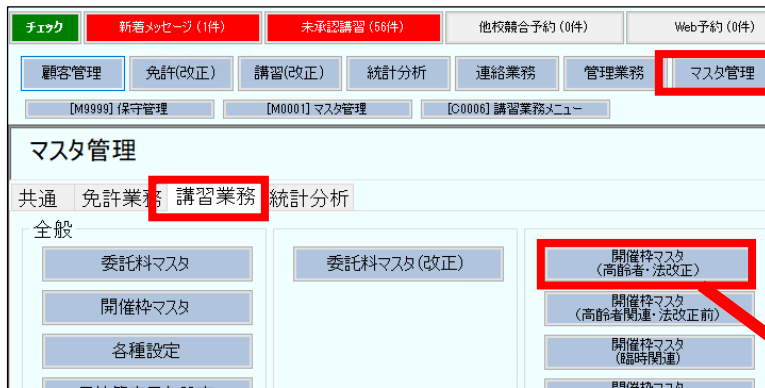 チェック 新着メッセージ (1件) 未承認講習 (56件) 他校競合予約 (0件) Web予約 (0件)
顧客管理 免許(改正) 講習(改正) 統計分析 連絡業務 管理業務 マスタ管理
[M9999] 保守管理 [M0001] マスタ管理 [C0006] 講習業務メニュー
マスタ管理
共通 免許業務 講習業務 統計分析
全般
委託料マスタ 委託料マスタ(改正) 開催枠マスタ
(高齢者・法改正)
開催枠マスタ 開催枠マスタ
(高齢者関連・法改正前)
各種設定 開催枠マスタ
(臨時関連)
開催枠マスタ